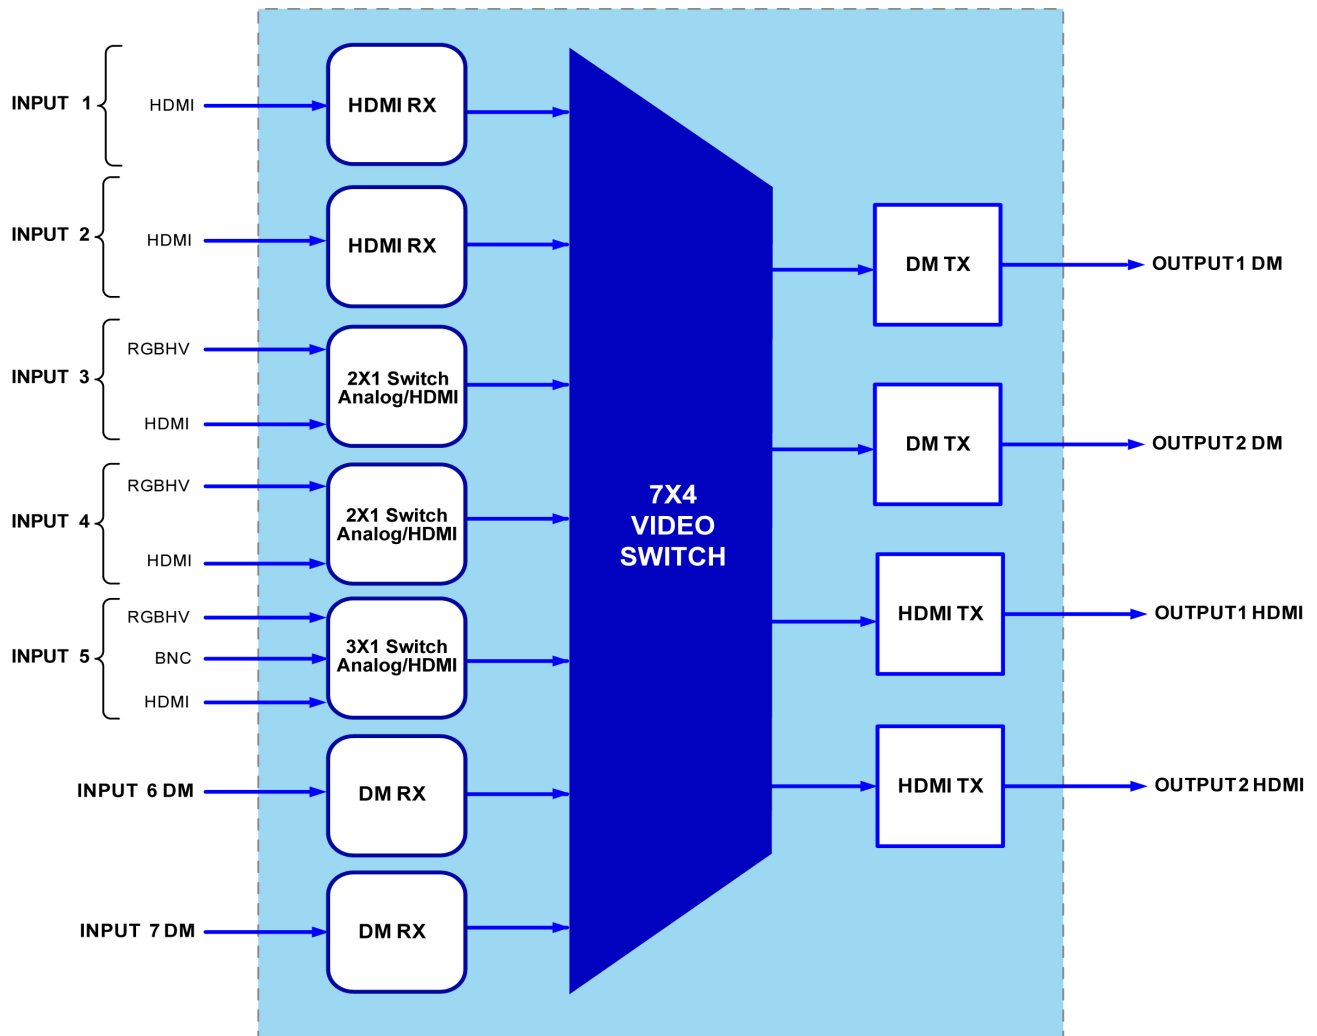 INPUT 1
HDMI
HDMI RX
INPUT 2
HDMI
HDMI RX
INPUT 3
RGBHV
HDMI
2X1 Switch
Analog/HDMI
INPUT 4
RGBHV
HDMI
2X1 Switch
Analog/HDMI
INPUT 5
RGBHV
BNC
HDMI
3X1 Switch
Analog/HDMI
INPUT 6 DM
DM RX
INPUT 7 DM
DM RX
7X4
VIDEO
SWITCH
DM TX
OUTPUT1 DM
DM TX
OUTPUT2 DM
HDMI TX
OUTPUT1 HDMI
HDMI TX
OUTPUT2 HDMI